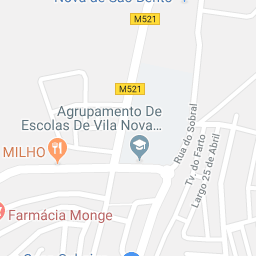 Nova de São Bento
M521
M521
Agrupamento De
Escolas De Vila Nova...
MILHO
Rua do Sobral
Tv. do Farto
Largo 25 de Abril
Farmácia Monge